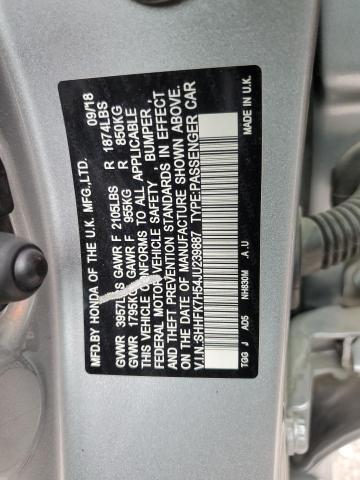 MFD.BY HONDA OF THE U.K. MFG.,LTD. 09/18
GVWR 3957LBS GAWR F 2105LBS R 1874LBS
GVWR 1795KG GAWR F 955KG R 850KG
THIS VEHICLE CONFORMS TO ALL APPLICABLE
FEDERAL MOTOR VEHICLE SAFETY, BUMPER,
AND THEFT PREVENTION STANDARDS IN EFFECT
ON THE DATE OF MANUFACTURE SHOWN ABOVE.
V.I.N.:SHHFK7H54JU239887 TYPE:PASSENGER CAR
TGG J AD5 NH830M .A .U MADE IN U.K.